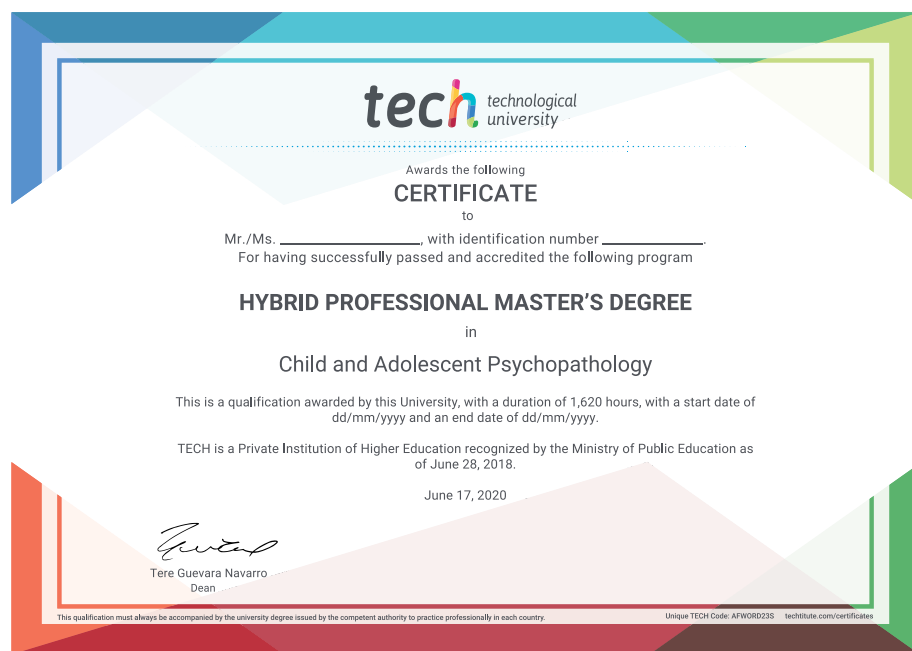 tech technological
university
Awards the following
CERTIFICATE
to
Mr./Ms. ____________________, with identification number ______________.
For having successfully passed and accredited the following program
HYBRID PROFESSIONAL MASTER'S DEGREE
in
Child and Adolescent Psychopathology
This is a qualification awarded by this University, with a duration of 1,620 hours, with a start date of
dd/mm/yyyy and an end date of dd/mm/yyyy.
TECH is a Private Institution of Higher Education recognized by the Ministry of Public Education as
of June 28, 2018.
June 17, 2020
Tere Guevara Navarro
Dean
This qualification must always be accompanied by the university degree issued by the competent authority to practice professionally in each country.
Unique TECH Code: AFWORD23S techtitute.com/certificates